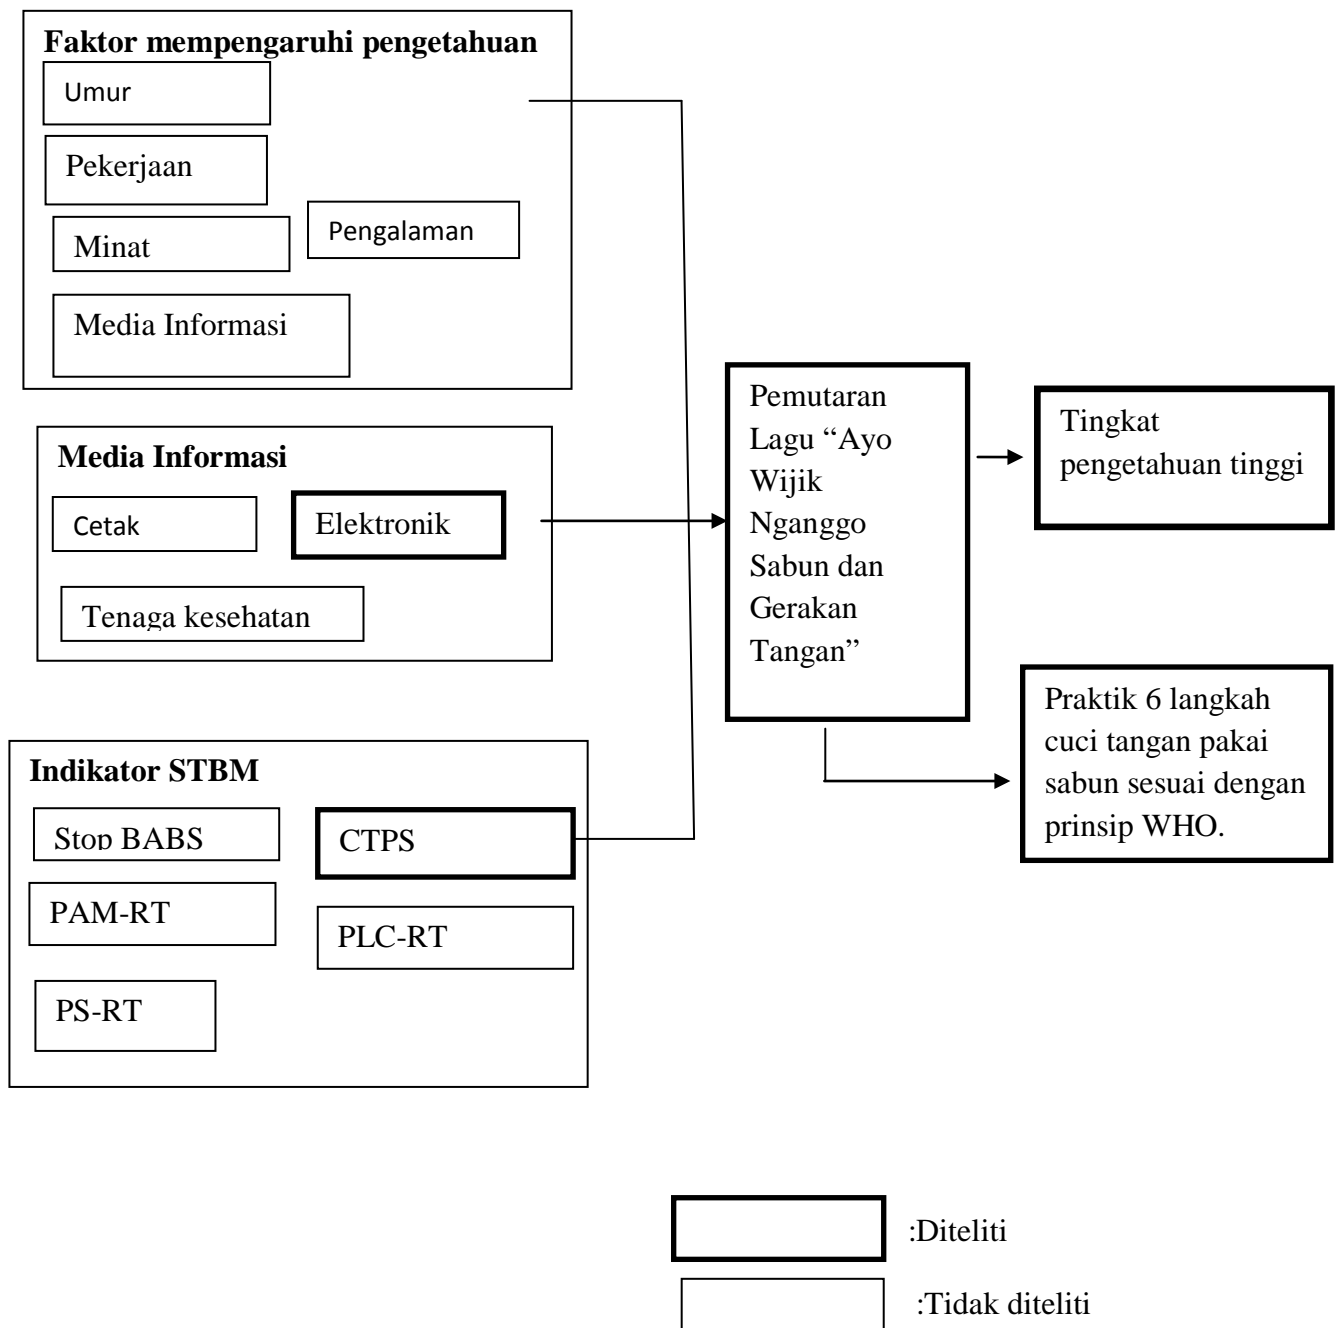 Faktor mempengaruhi pengetahuan
Umur
Pekerjaan
Minat
Pengalaman
Media Informasi
Media Informasi
Cetak
Elektronik
Tenaga kesehatan
Indikator STBM
Stop BABS
CTPS
PAM-RT
PLC-RT
PS-RT
Pemutaran
Lagu “Ayo
Wijik
Nganggo
Sabun dan
Gerakan
Tangan”
Tingkat
pengetahuan tinggi
Praktik 6 langkah
cuci tangan pakai
sabun sesuai dengan
prinsip WHO.
:Diteliti
:Tidak diteliti